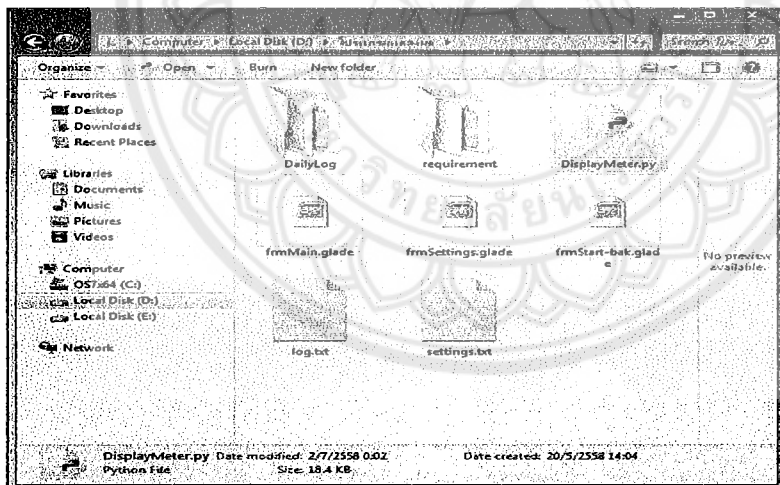 Computer ▸ Local Disk (D:) ▸
Organize Open Burn New folder
Favorites
Desktop
Downloads
Recent Places
Libraries
Documents
Music
Pictures
Videos
Computer
OS7x64 (C:)
Local Disk (D:)
Local Disk (E:)
Network
DailyLog requirement DisplayMeter.py
frmMain.glade frmSettings.glade frmStart-bak.glad
e
log.txt settings.txt
No preview
available.
DisplayMeter.py Date modified: 2/7/2558 0:02 Date created: 20/5/2558 14:04
Python File Size: 18.4 KB